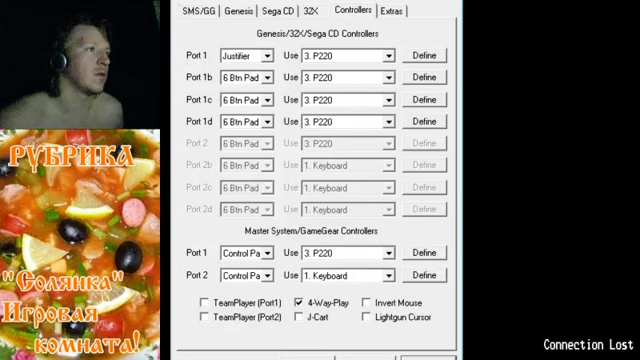 SMS/GG Genesis Sega CD 32X Controllers Extras
Genesis/32X/Sega CD Controllers
Port 1 Justifier Use 3. P220 Define
Port 1b 6 Btn Pad Use 3. P220 Define
Port 1c 6 Btn Pad Use 3. P220 Define
Port 1d 6 Btn Pad Use 3. P220 Define
Port 2 6 Btn Pad Use 3. P220 Define
Port 2b 6 Btn Pad Use 1. Keyboard Define
Port 2c 6 Btn Pad Use 1. Keyboard Define
Port 2d 6 Btn Pad Use 1. Keyboard Define
Master System/GameGear Controllers
Port 1 Control Pa Use 3. P220 Define
Port 2 Control Pa Use 1. Keyboard Define
TeamPlayer (Port1) 4-Way-Play Invert Mouse
TeamPlayer (Port2) J-Cart Lightgun Cursor
РУБРИКА
"Солянка"
Игровая
комната!
Connection Lost